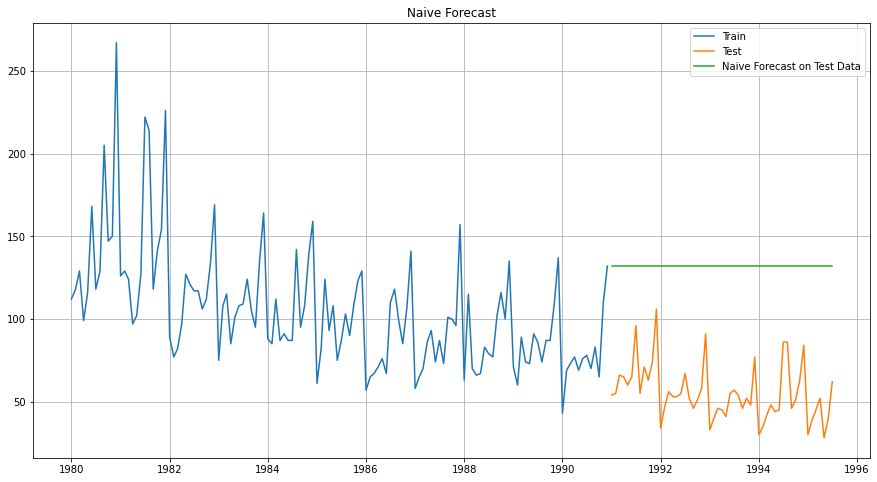 Naive Forecast
Train
Test
Naive Forecast on Test Data
250
200
150
100
50
1980 1982 1984 1986 1988 1990 1992 1994 1996